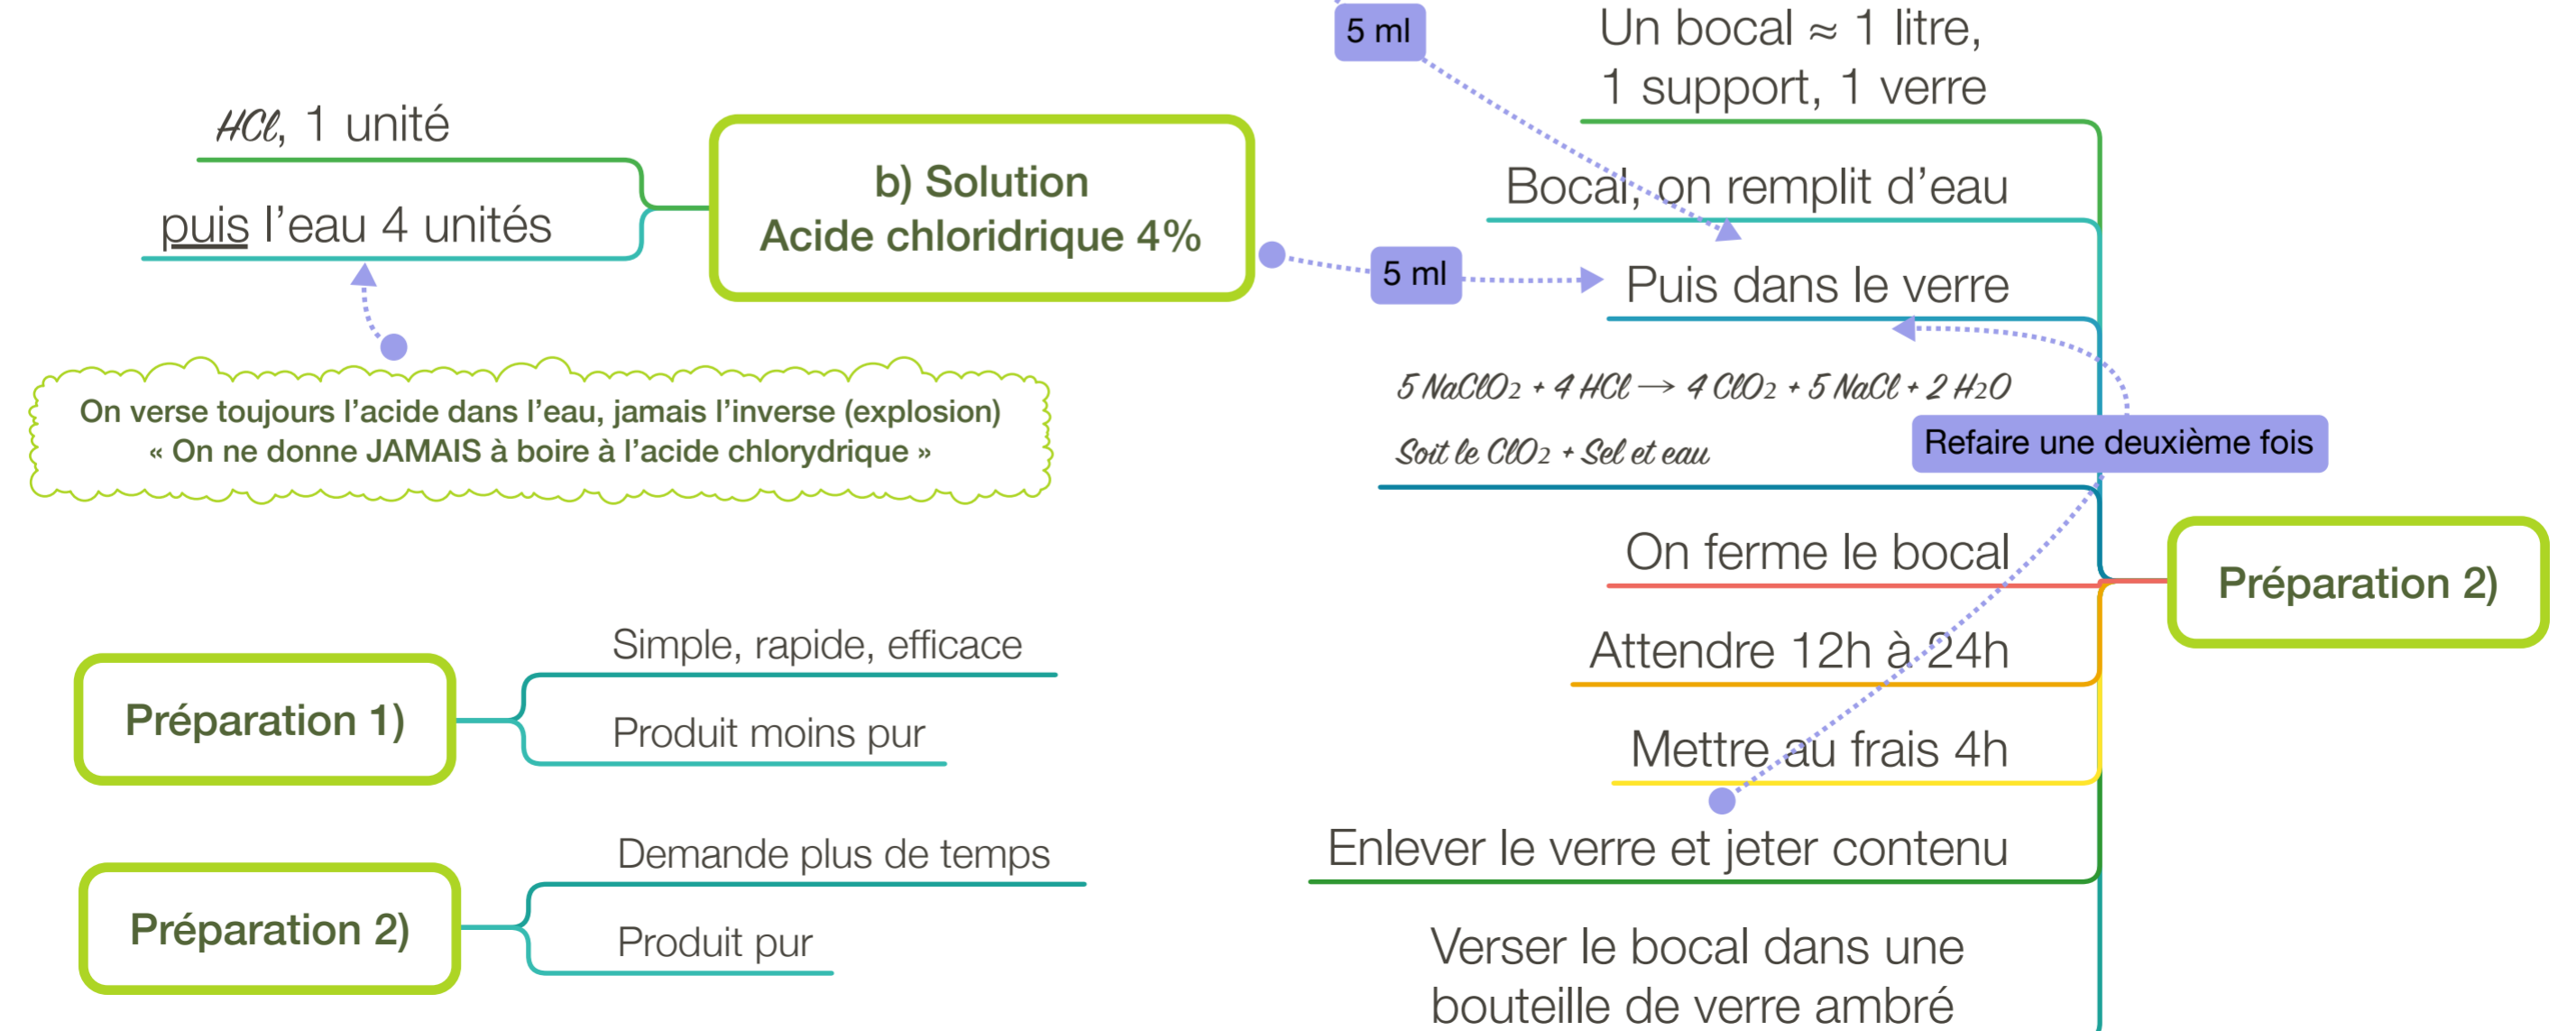 HCl, 1 unité
puis l’eau 4 unités
b) Solution
Acide chloridrique 4%
On verse toujours l’acide dans l’eau, jamais l’inverse (explosion)
« On ne donne JAMAIS à boire à l’acide chlorydrique »
Préparation 1)
Simple, rapide, efficace
Produit moins pur
Préparation 2)
Demande plus de temps
Produit pur
5 ml
5 ml
Un bocal ≈ 1 litre,
1 support, 1 verre
Bocal, on remplit d’eau
Puis dans le verre
5 NaClO2 + 4 HCl → 4 ClO2 + 5 NaCl + 2 H2O
Soit le ClO2 + Sel et eau
Refaire une deuxième fois
On ferme le bocal
Attendre 12h à 24h
Mettre au frais 4h
Enlever le verre et jeter contenu
Verser le bocal dans une
bouteille de verre ambré
Préparation 2)